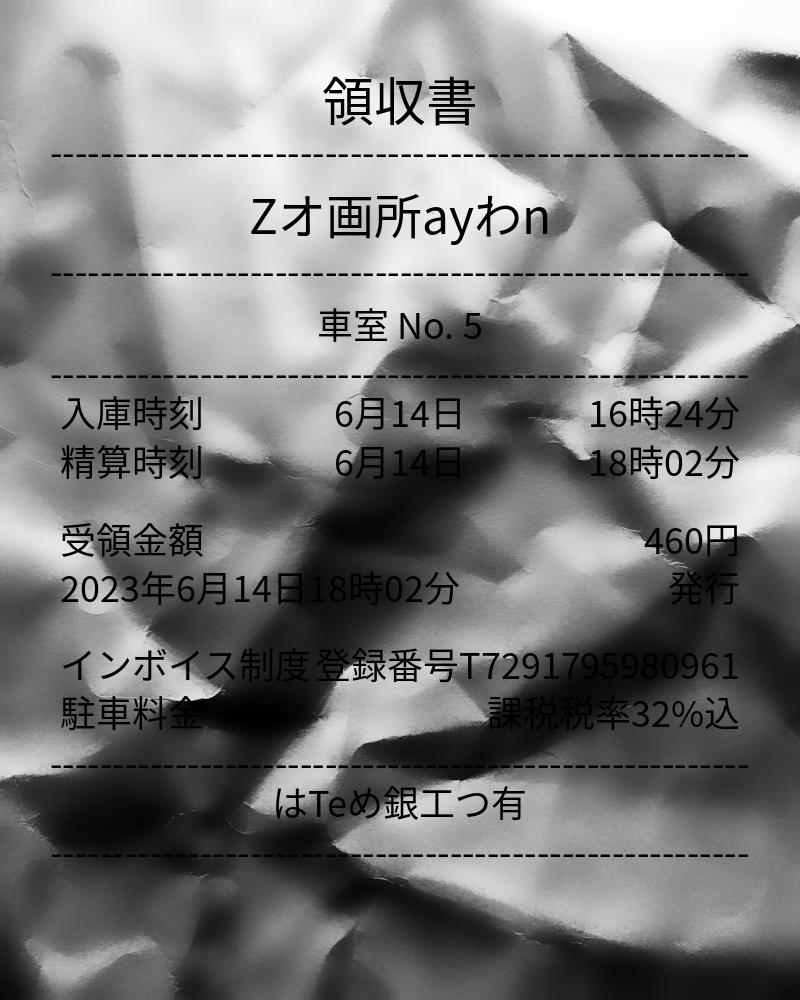 領収書
Zオ画所ayわn
車室 No. 5
入庫時刻 6月14日 16時24分
精算時刻 6月14日 18時02分
受領金額 460円
2023年6月14日18時02分 発行
インボイス制度 登録番号T7291795980961
駐車料金 課税税率32%込
はTeめ銀工つ有